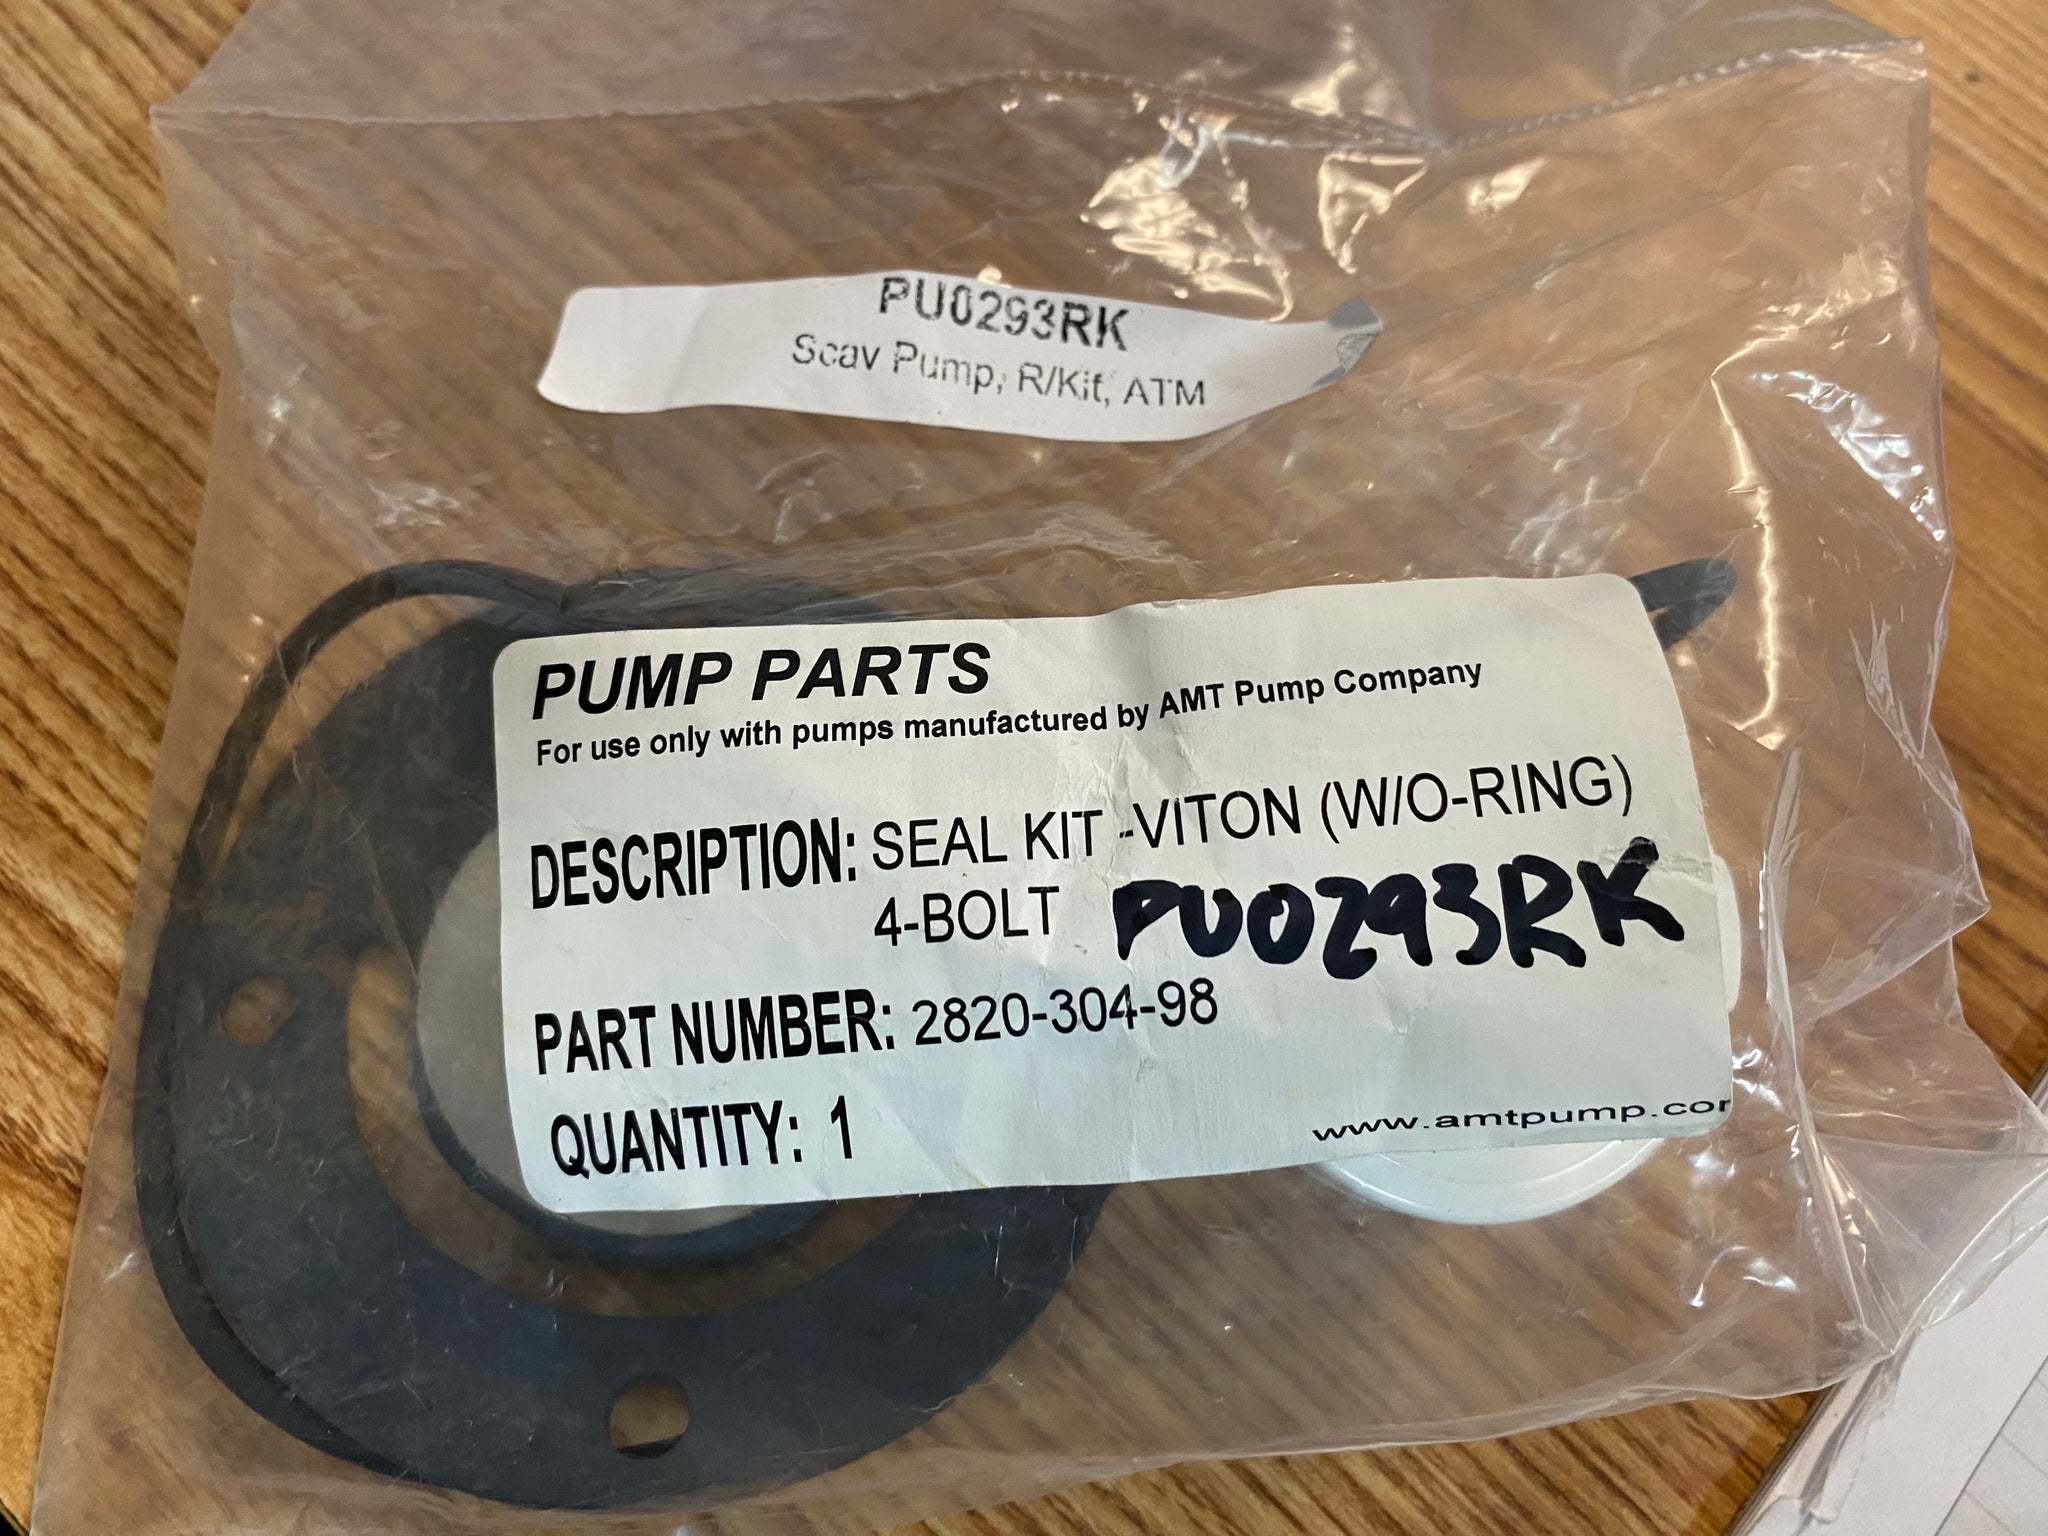 PU0293RK
Scav Pump, R/Kit, ATM
PUMP PARTS
For use only with pumps manufactured by AMT Pump Company
DESCRIPTION: SEAL KIT -VITON (W/O-RING)
4-BOLT PU0293RK
PART NUMBER: 2820-304-98
QUANTITY: 1
www.amtpump.com